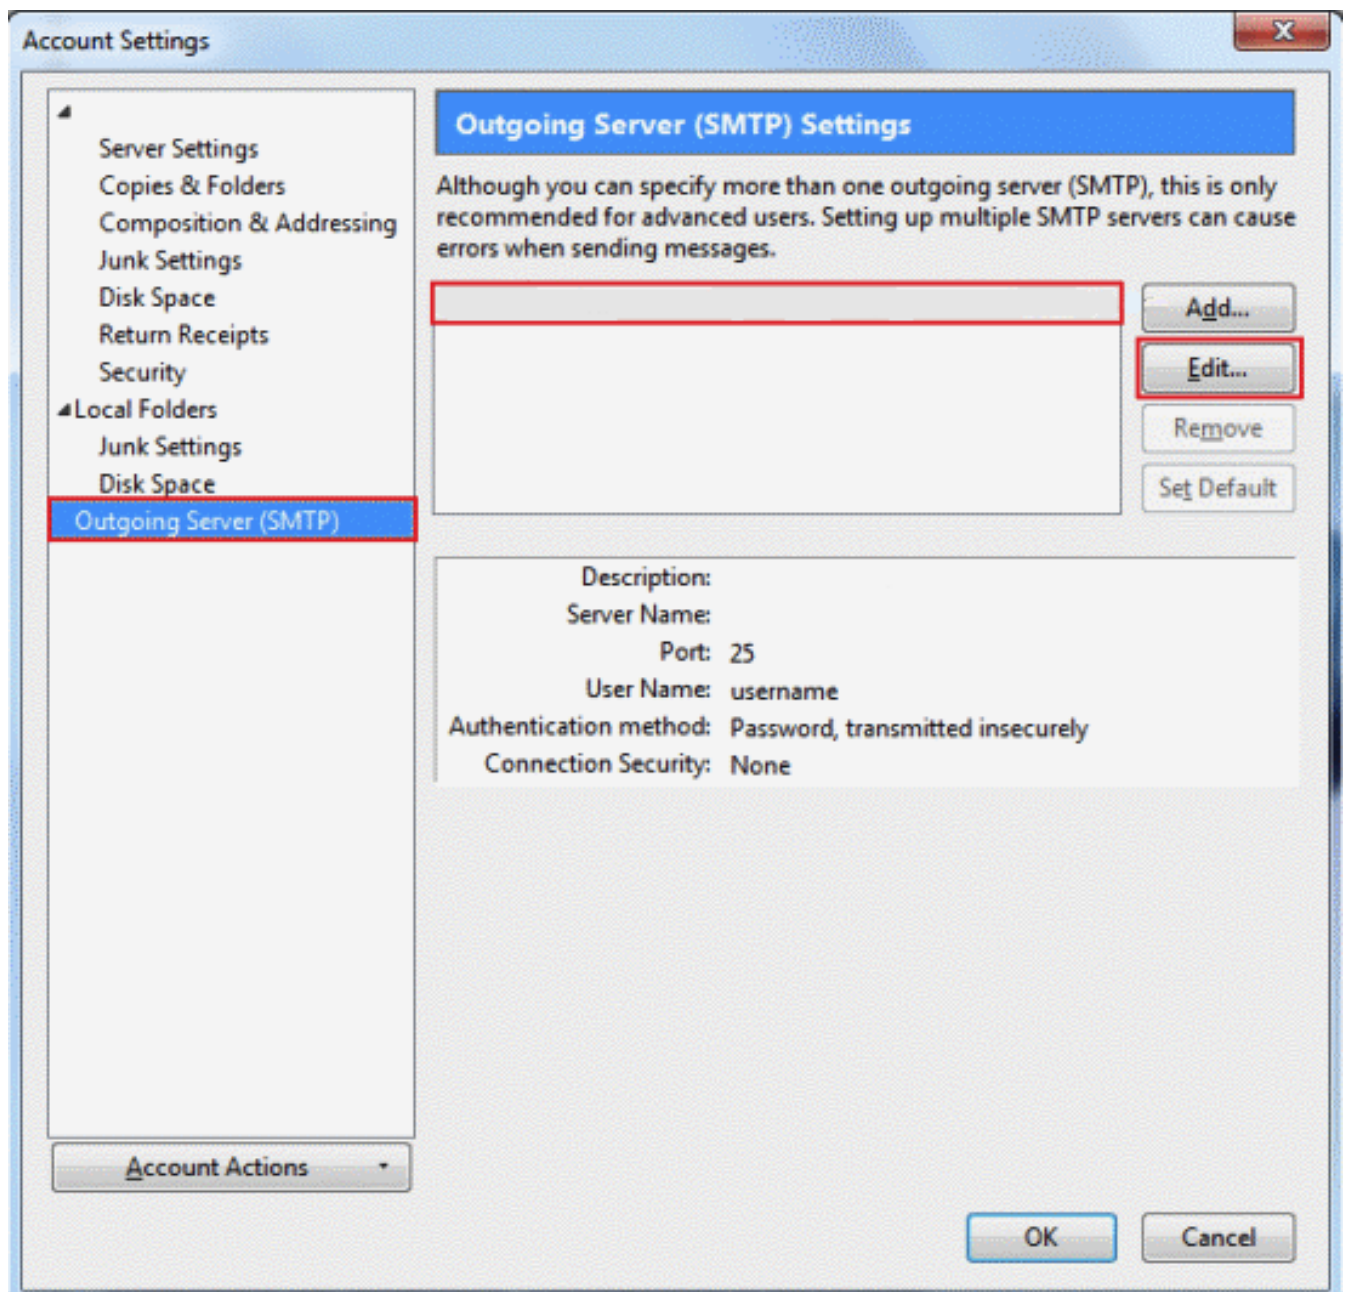 Account Settings
Server Settings
Copies & Folders
Composition & Addressing
Junk Settings
Disk Space
Return Receipts
Security
Local Folders
Junk Settings
Disk Space
Outgoing Server (SMTP)
Account Actions
Outgoing Server (SMTP) Settings
Although you can specify more than one outgoing server (SMTP), this is only
recommended for advanced users. Setting up multiple SMTP servers can cause
errors when sending messages.
Add...
Edit...
Remove
Set Default
Description:
Server Name:
Port: 25
User Name: username
Authentication method: Password, transmitted insecurely
Connection Security: None
OK
Cancel